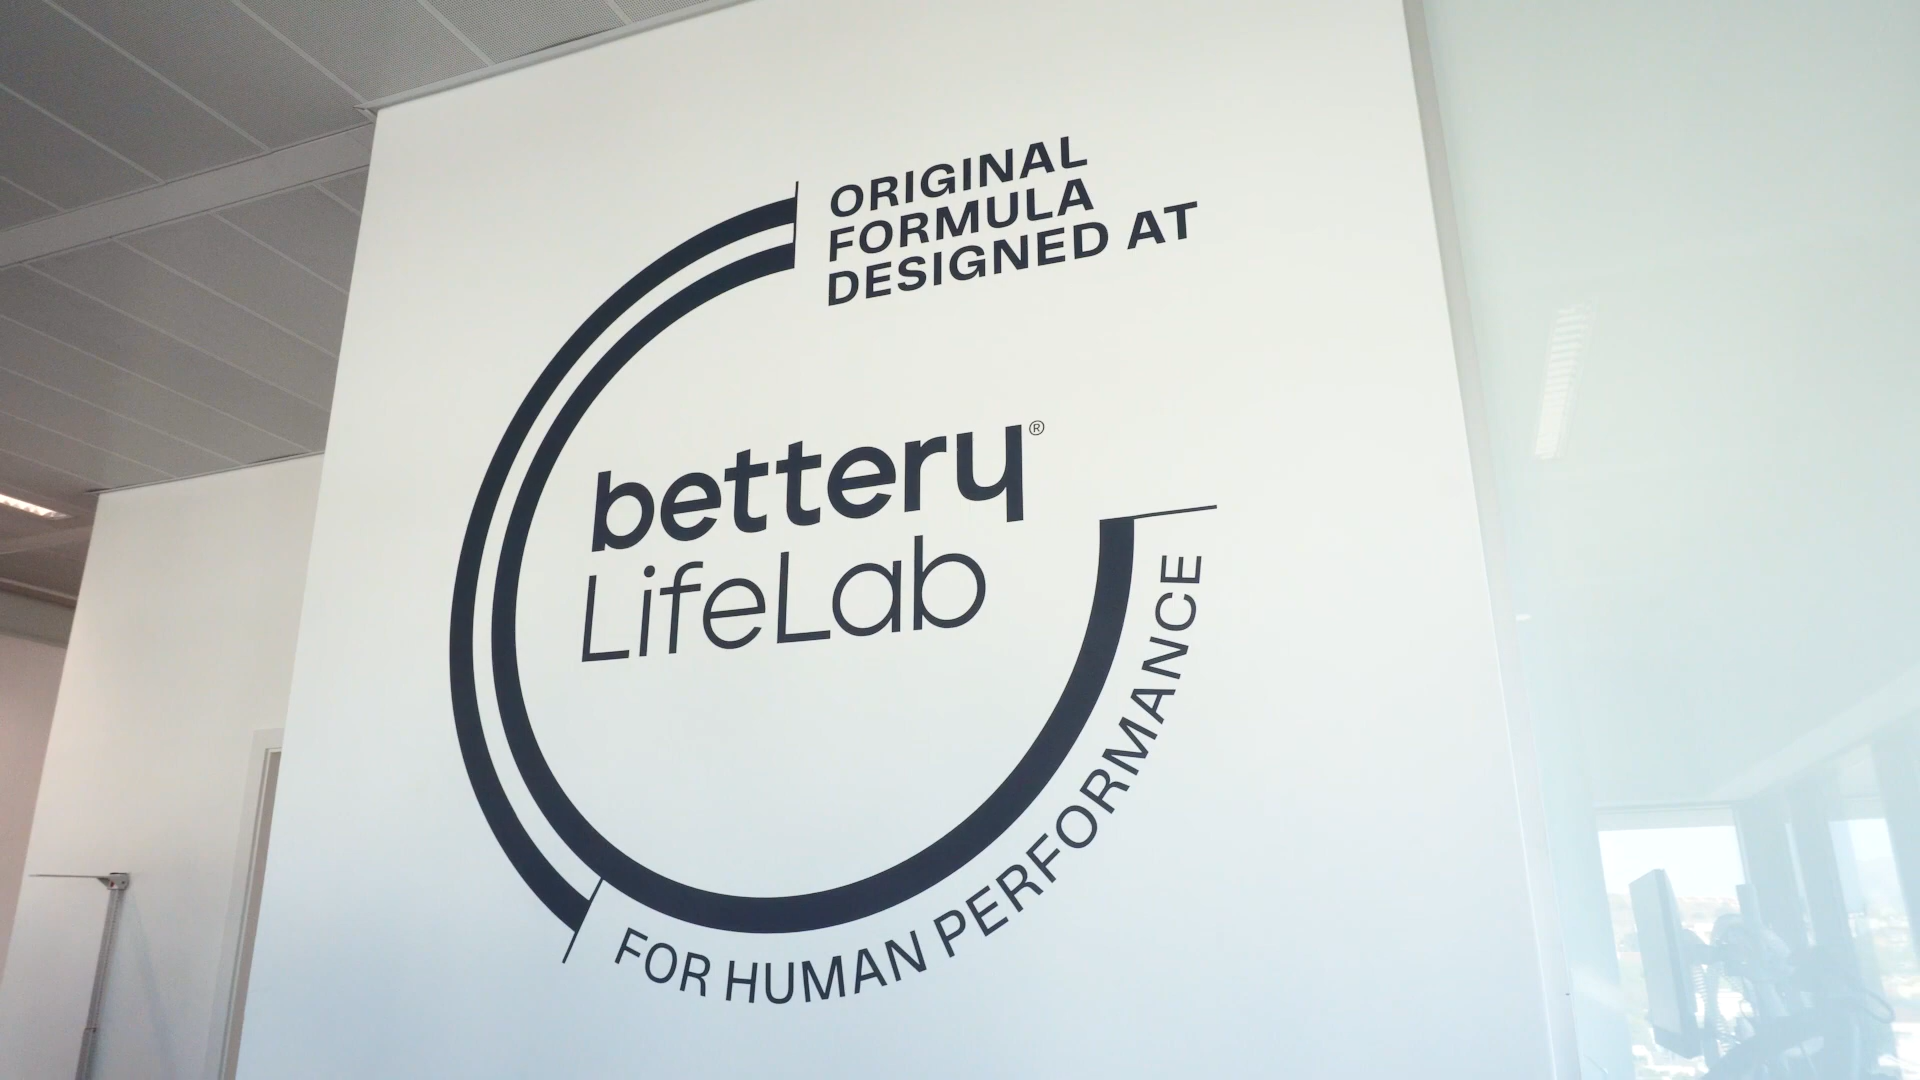 ORIGINAL
FORMULA
DESIGNED AT
bettery®
LifeLab
FOR HUMAN PERFORMANCE